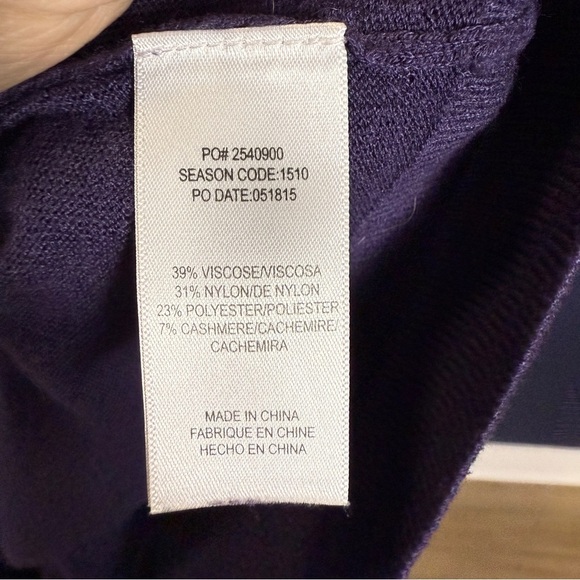 PO# 2540900
SEASON CODE:1510
PO DATE:051815
39% VISCOSE/VISCOSA
31% NYLON/DE NYLON
23% POLYESTER/POLIESTER
7% CASHMERE/CACHEMIRE/
CACHEMIRA
MADE IN CHINA
FABRIQUE EN CHINE
HECHO EN CHINA